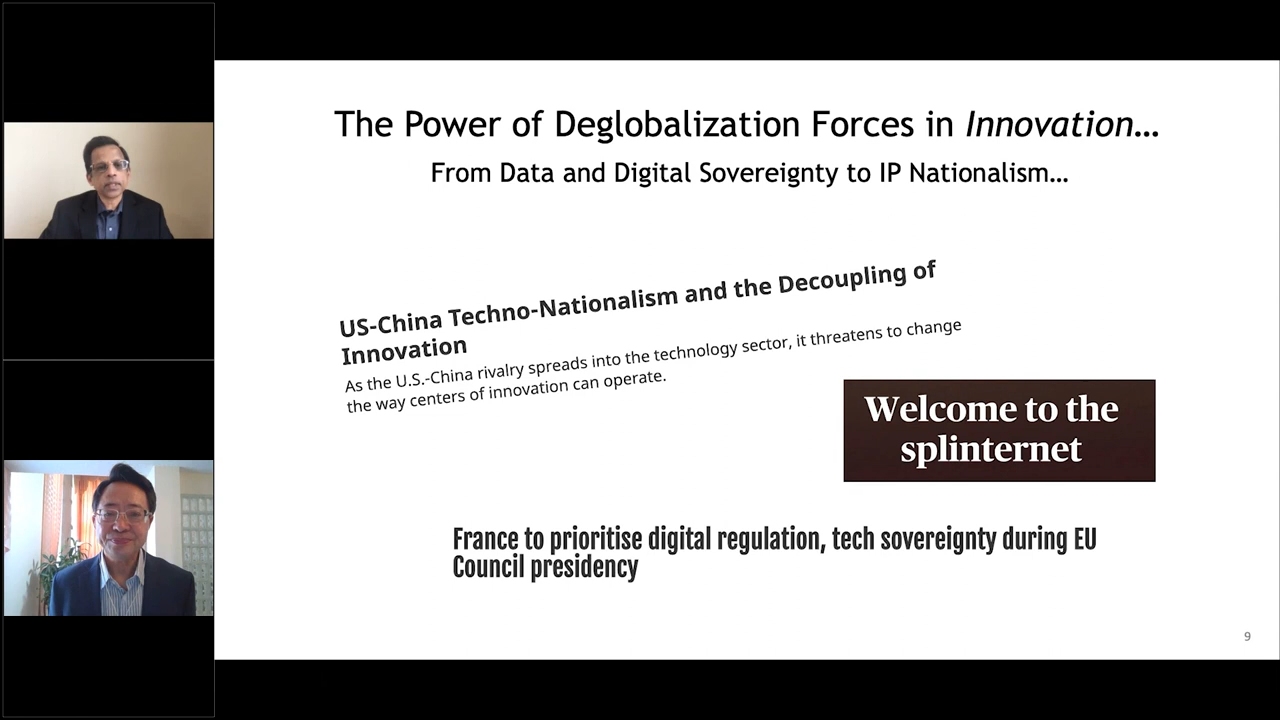 The Power of Deglobalization Forces in Innovation…
From Data and Digital Sovereignty to IP Nationalism…
US-China Techno-Nationalism and the Decoupling of
Innovation
As the U.S.-China rivalry spreads into the technology sector, it threatens to change
the way centers of innovation can operate.
Welcome to the
splinternet
France to prioritise digital regulation, tech sovereignty during EU
Council presidency
9